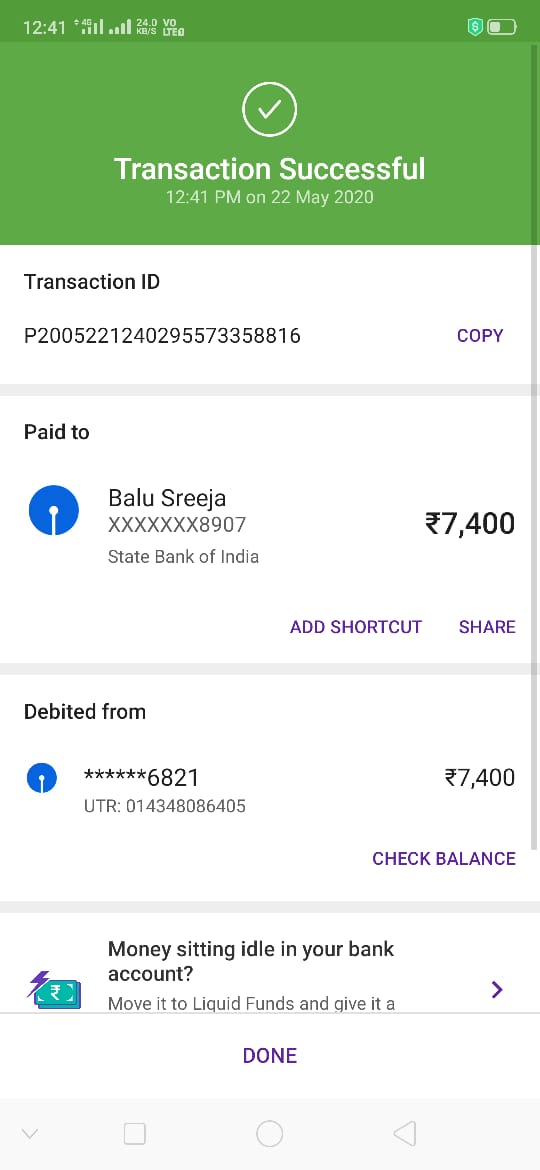 12:41 4G 24.0 KB/S VO LTE
Transaction Successful
12:41 PM on 22 May 2020
Transaction ID
P2005221240295573358816 COPY
Paid to
Balu Sreeja
XXXXXXX8907
₹7,400
State Bank of India
ADD SHORTCUT SHARE
Debited from
******6821 ₹7,400
UTR: 014348086405
CHECK BALANCE
Money sitting idle in your bank
account?
Move it to Liquid Funds and give it a
DONE